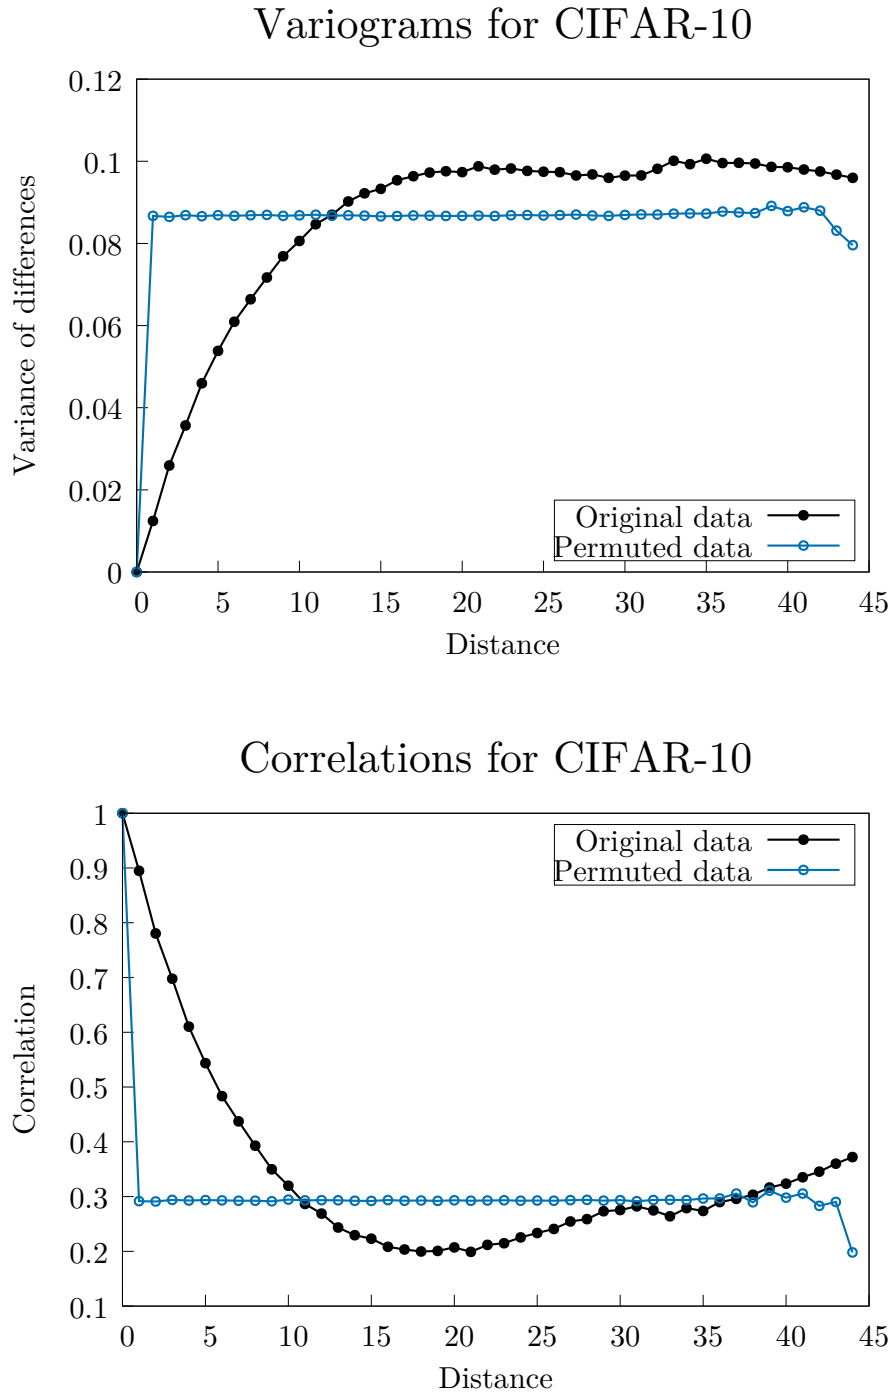 Variograms for CIFAR-10
0.12
0.1
0.08
0.06
0.04
0.02
0
Variance of differences
Original data
Permuted data
0 5 10 15 20 25 30 35 40 45
Distance
Correlations for CIFAR-10
1
0.9
0.8
0.7
0.6
0.5
0.4
0.3
0.2
0.1
Correlation
Original data
Permuted data
0 5 10 15 20 25 30 35 40 45
Distance